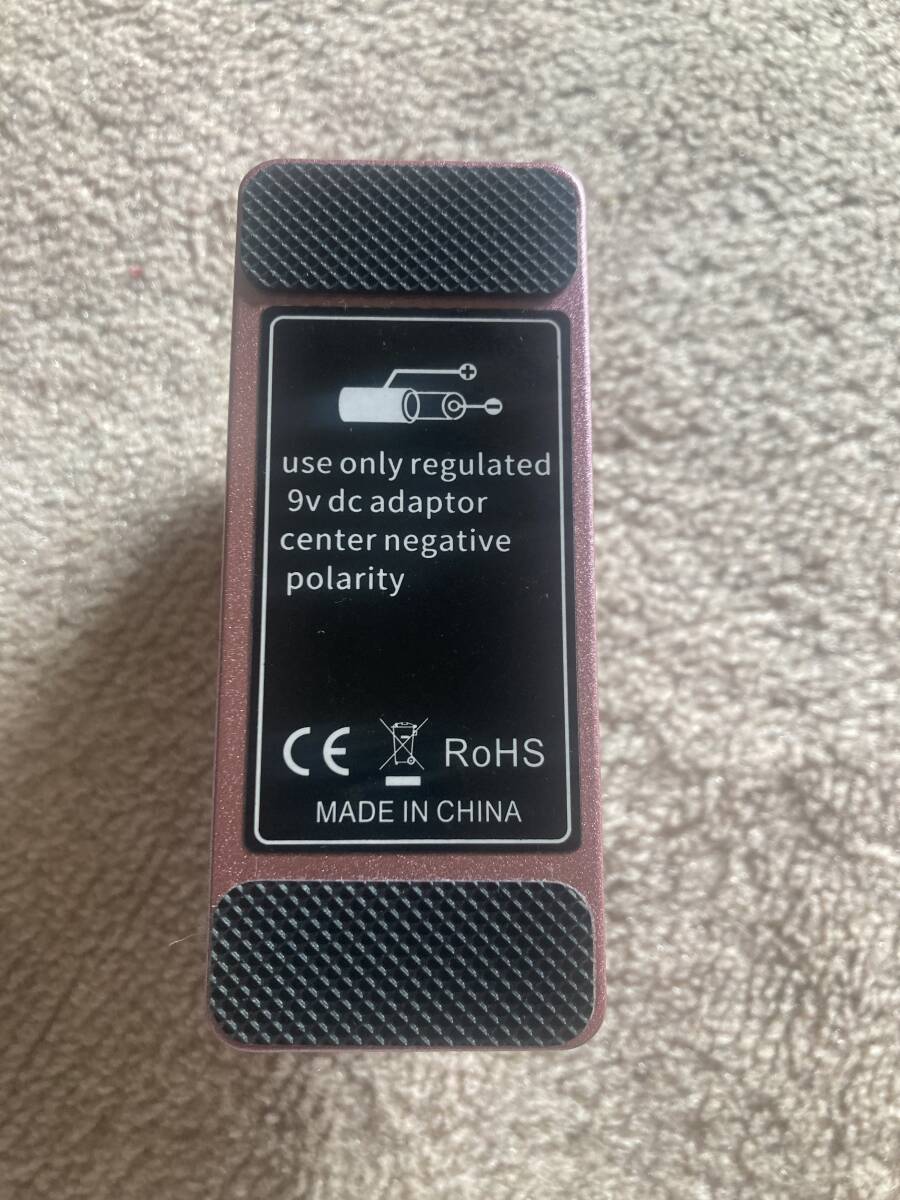 use only regulated
9v dc adaptor
center negative
polarity
CE RoHS
MADE IN CHINA